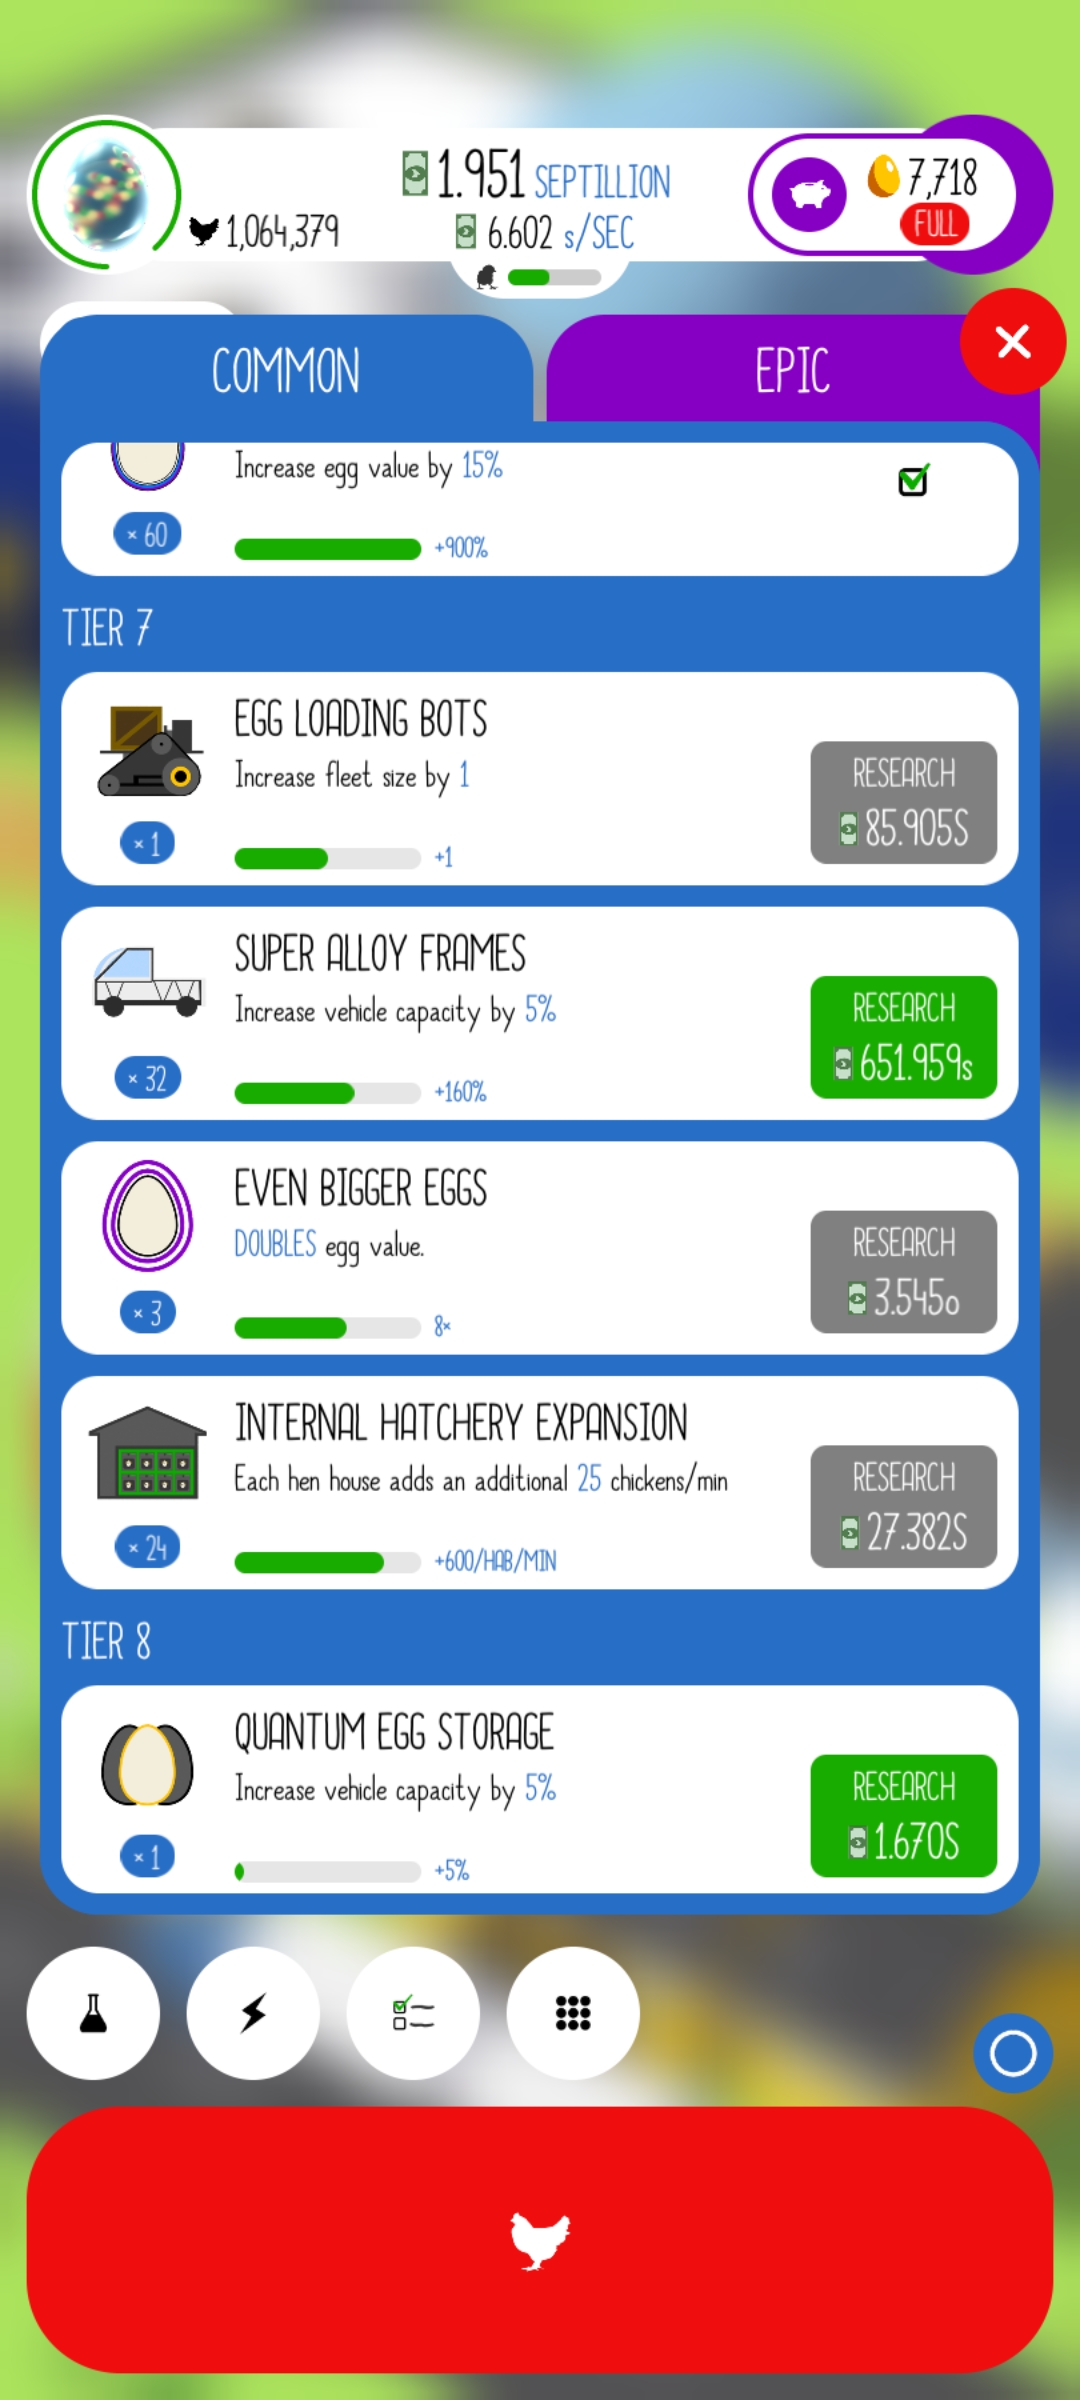 1.951 SEPTILLION
7,718
1,064,379
6.602 s/SEC
FULL
COMMON
EPIC
Increase egg value by 15%
× 60
+900%
TIER 7
EGG LOADING BOTS
Increase fleet size by 1
RESEARCH
85.905S
× 1
+1
SUPER ALLOY FRAMES
Increase vehicle capacity by 5%
RESEARCH
651.959s
× 32
+160%
EVEN BIGGER EGGS
DOUBLES egg value.
RESEARCH
3.545o
× 3
8×
INTERNAL HATCHERY EXPANSION
Each hen house adds an additional 25 chickens/min
RESEARCH
27.382S
× 24
+600/HAB/MIN
TIER 8
QUANTUM EGG STORAGE
Increase vehicle capacity by 5%
RESEARCH
1.670S
× 1
+5%